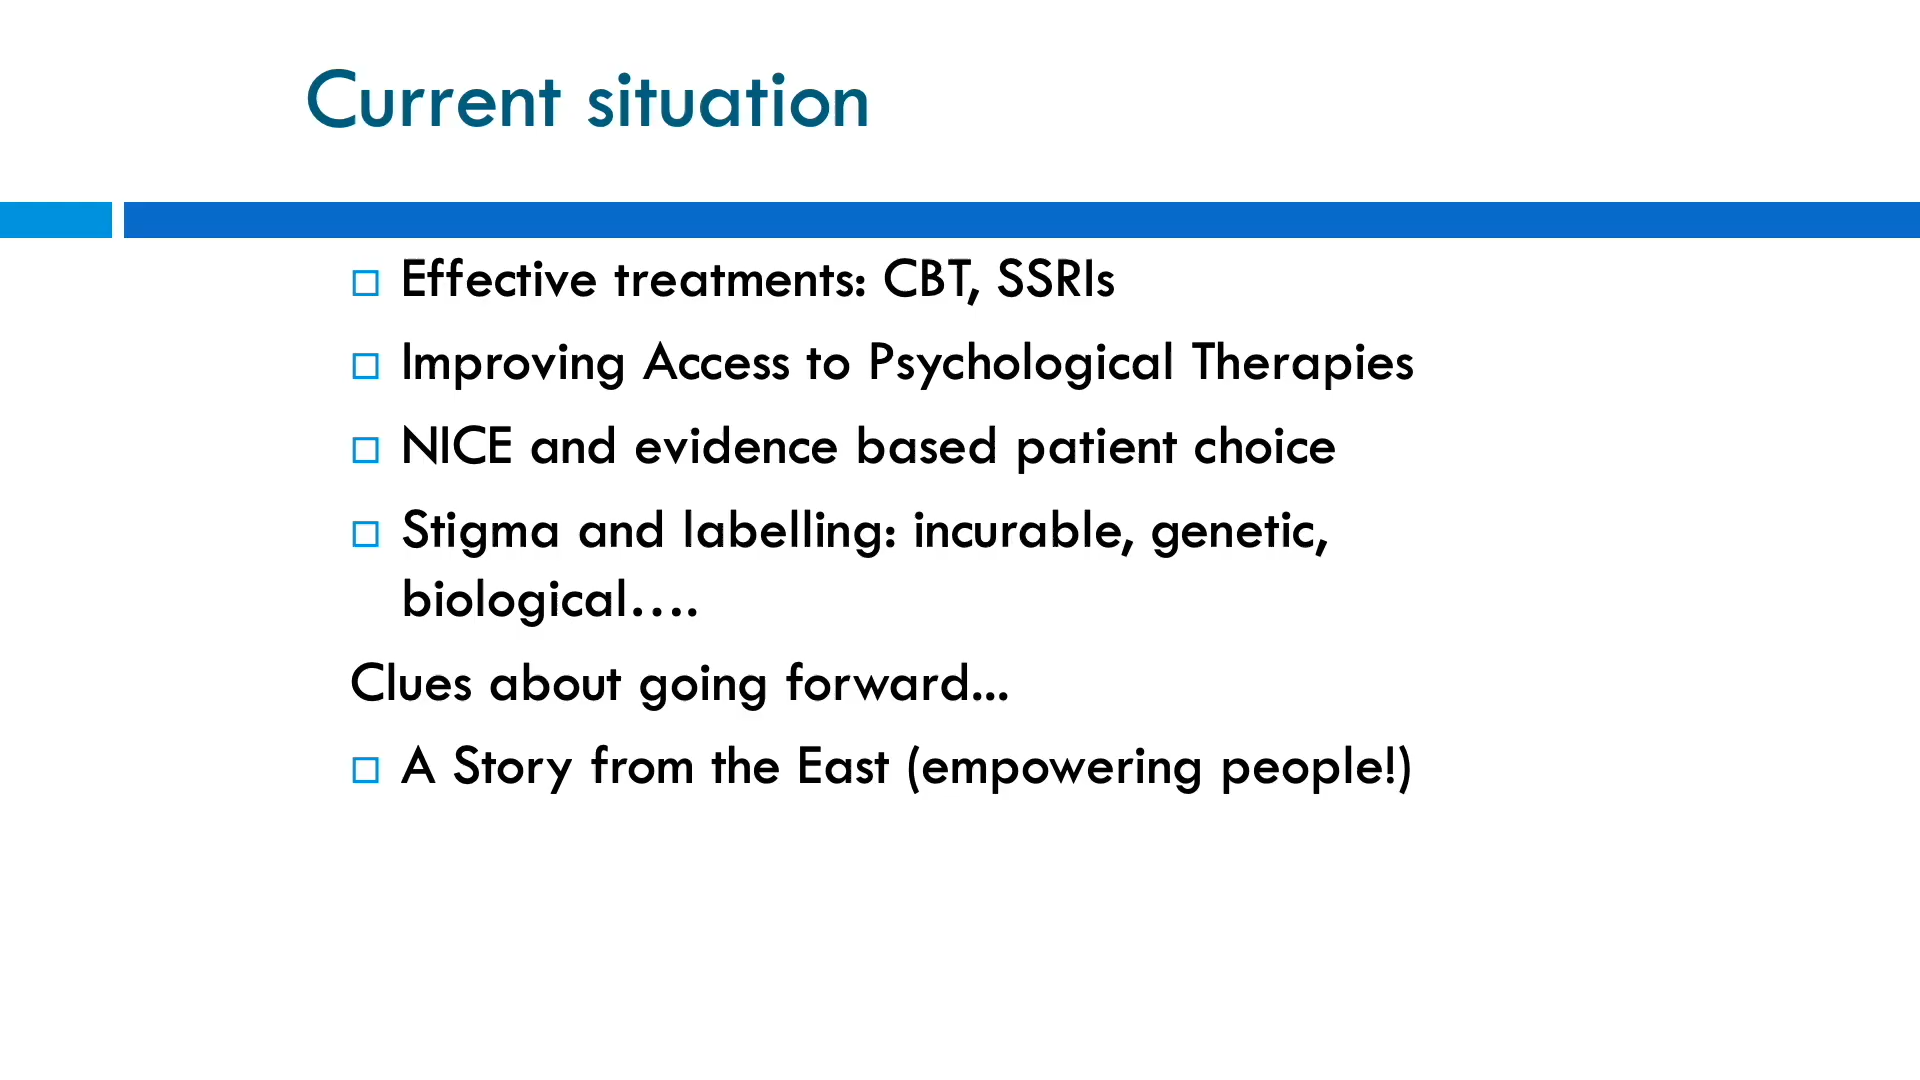 Current situation
Effective treatments: CBT, SSRIs
Improving Access to Psychological Therapies
NICE and evidence based patient choice
Stigma and labelling: incurable, genetic,
biological….
Clues about going forward...
A Story from the East (empowering people!)